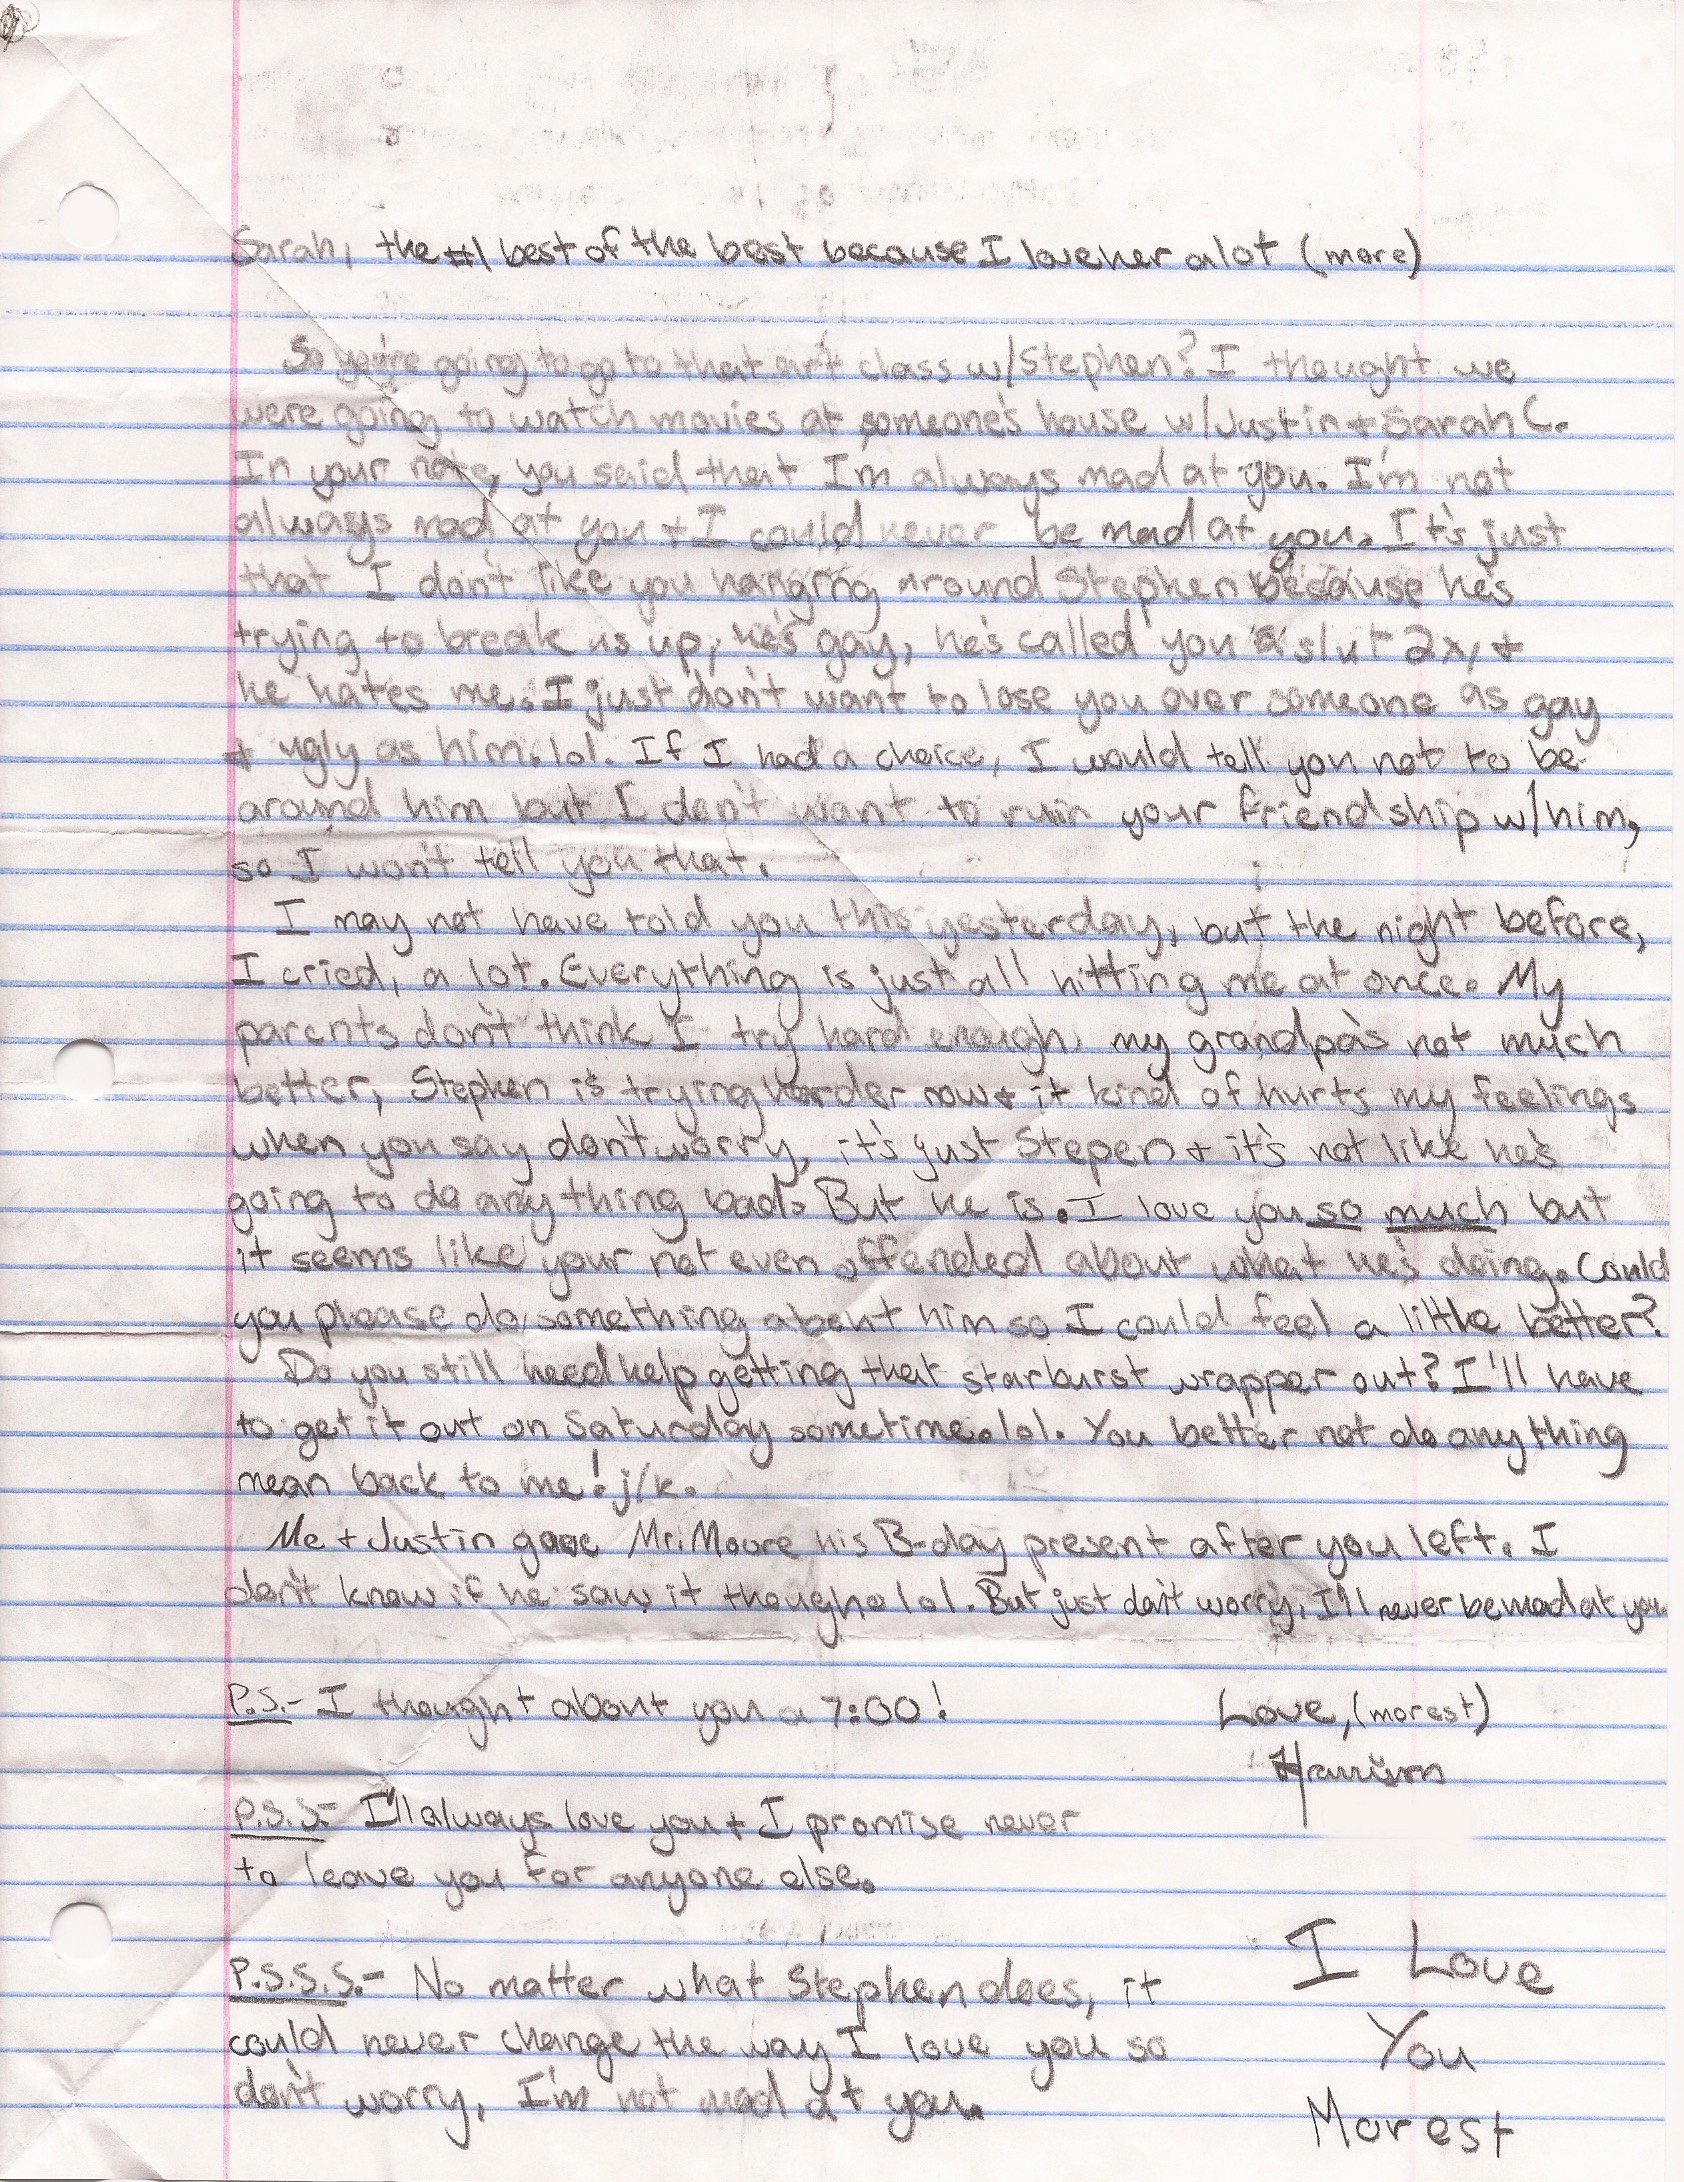 Sarah, the #1 best of the best because I love her a lot (more)
So you're going to go to that art class w/Stephen? I thought we
were going to watch movies at someone's house w/Justin + Sarah C.
In your note, you said that I'm always mad at you. I'm not
always mad at you + I could never be mad at you. It's just
that I don't like you hanging around Stephen because he's
trying to break us up, he's gay, he's called you a slut 2x, +
he hates me. I just don't want to lose you over someone as gay
+ ugly as him. lol. If I had a choice, I would tell you not to be
around him but I don't want to ruin your friendship w/him,
so I won't tell you that.
I may not have told you this yesterday, but the night before,
I cried, a lot. Everything is just all hitting me at once. My
parents don't think I try hard enough, my grandpa's not much
better, Stephen is trying harder now + it kind of hurts my feelings
when you say don't worry, it's just Stepen + it's not like he's
going to do anything bad. But he is. I love you so much but
it seems like your not even offended about what he's doing. Could
you please do something about him so I could feel a little better?
Do you still need help getting that starburst wrapper out? I'll have
to get it out on Saturday sometime. lol. You better not do anything
mean back to me! j/k.
Me + Justin gave Mr. Moore his B-day present after you left. I
don't know if he saw it though. lol. But just don't worry, I'll never be mad at you.
P.S.- I thought about you a 7:00!
Love, (morest)
Harrison
P.S.S.- I'll always love you + I promise never
to leave you for anyone else.
P.S.S.S.- No matter what Stephen does, it
could never change the way I love you so
don't worry, I'm not mad at you.
I Love
You
Morest